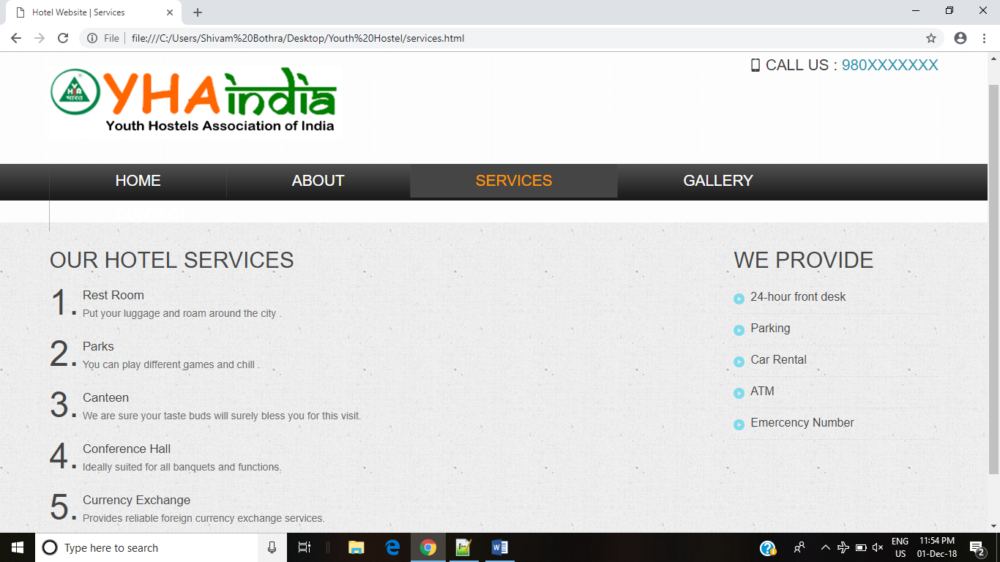 Hotel Website | Services
File
file:///C:/Users/Shivam%20Bothra/Desktop/Youth%20Hostel/services.html
YHA
भारत
YHA india
Youth Hostels Association of India
CALL US : 980XXXXXXX
HOME
ABOUT
SERVICES
GALLERY
OUR HOTEL SERVICES
1. Rest Room
Put your luggage and roam around the city .
2. Parks
You can play different games and chill .
3. Canteen
We are sure your taste buds will surely bless you for this visit.
4. Conference Hall
Ideally suited for all banquets and functions.
5. Currency Exchange
Provides reliable foreign currency exchange services.
WE PROVIDE
24-hour front desk
Parking
Car Rental
ATM
Emercency Number
Type here to search
ENG
US
11:54 PM
01-Dec-18
2